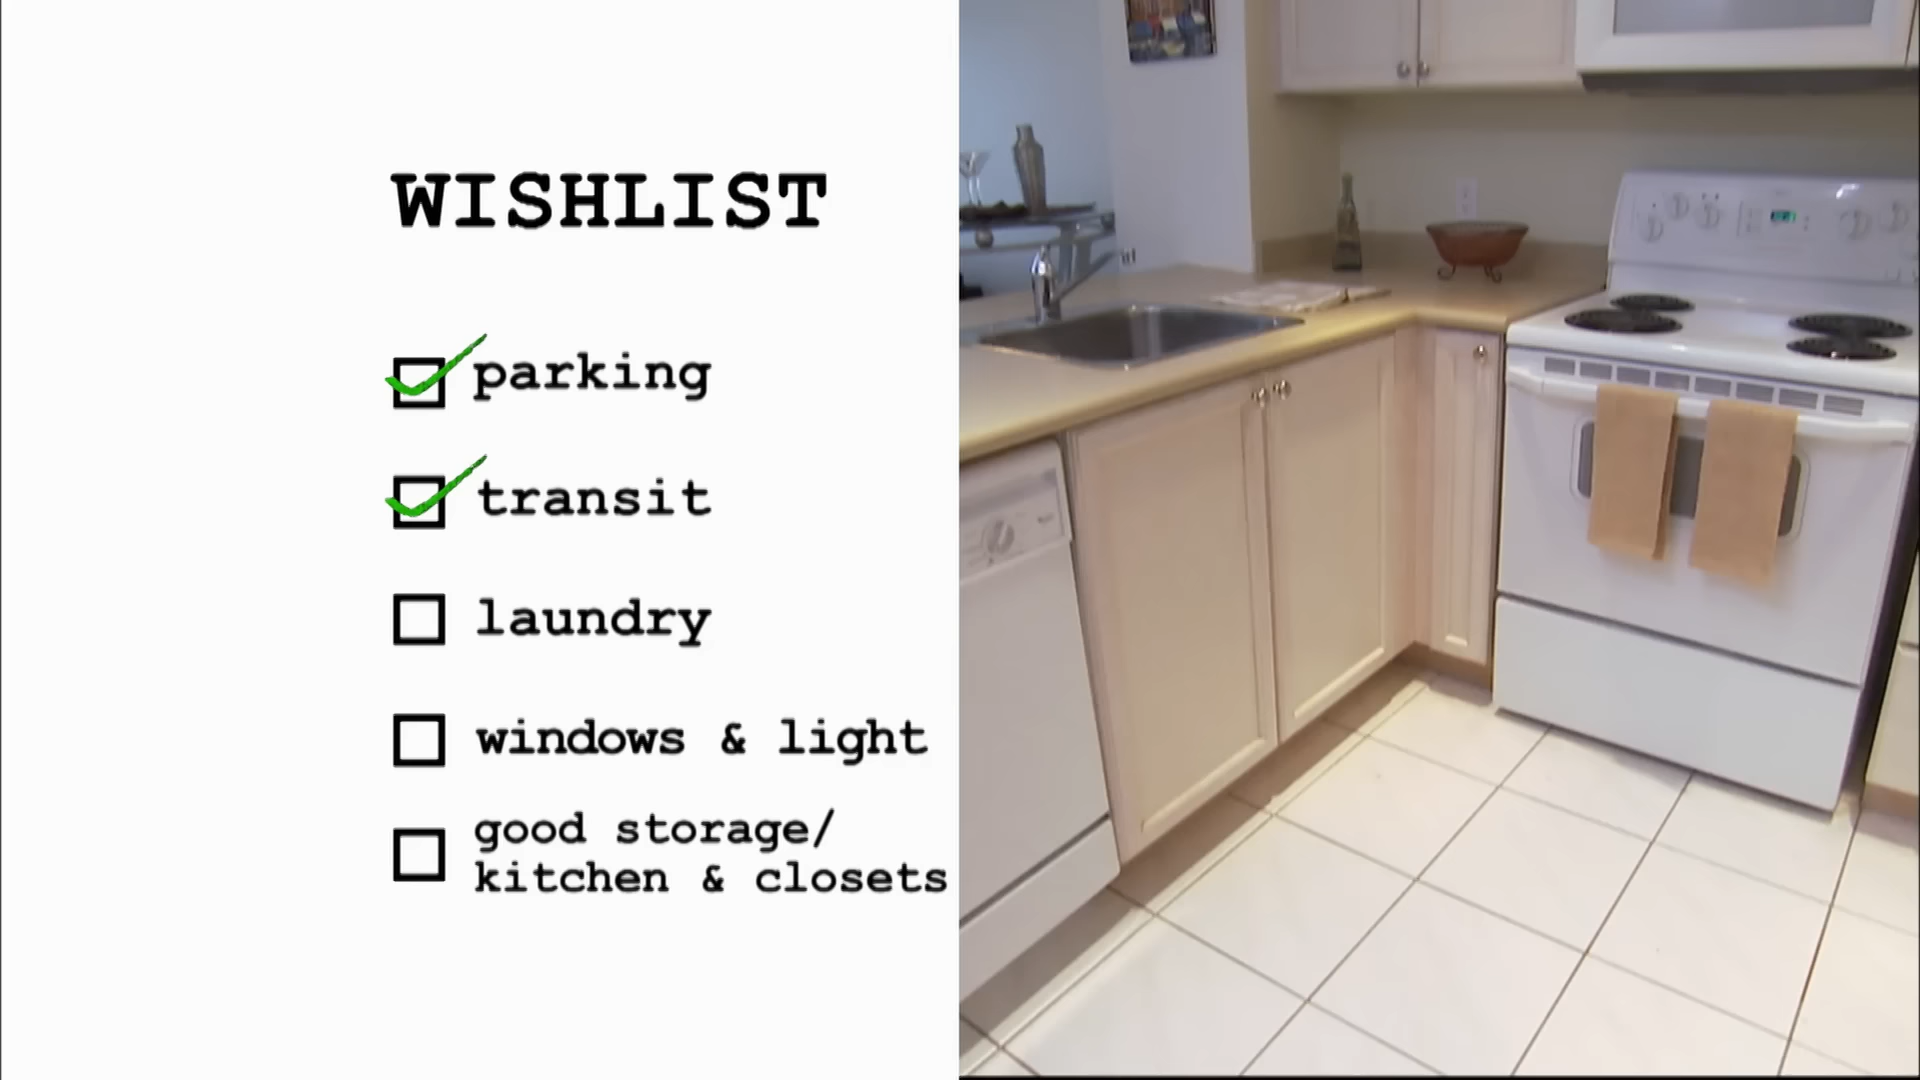 WISHLIST
parking
transit
laundry
windows & light
good storage/
kitchen & closets